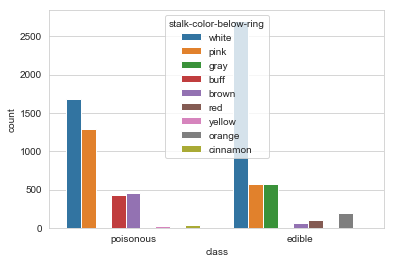 stalk-color-below-ring
white
pink
gray
buff
brown
red
yellow
orange
cinnamon
2500
2000
1500
1000
500
0
count
poisonous edible
class